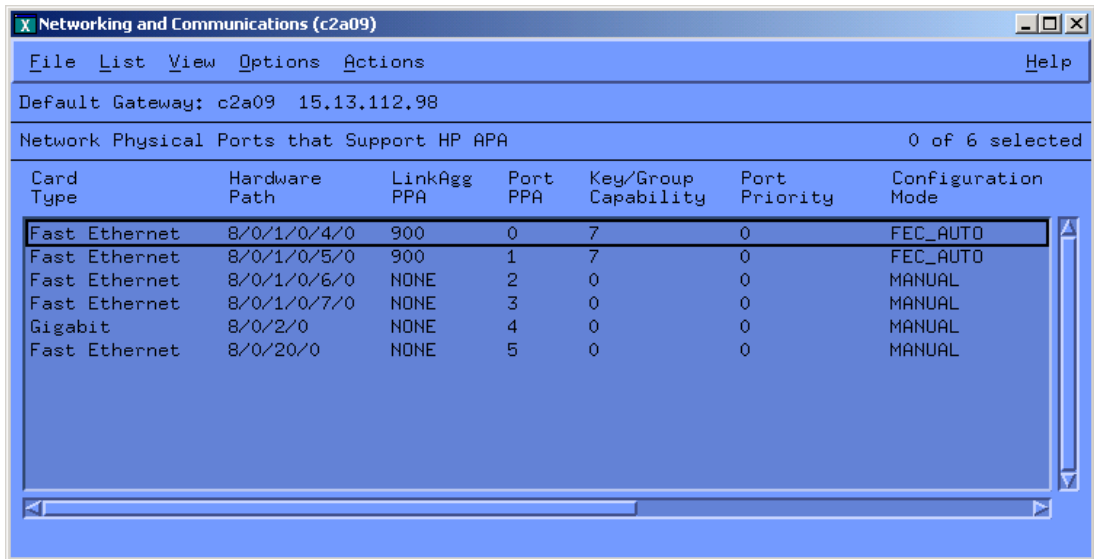 X Networking and Communications (c2a09)
File List View Options Actions Help
Default Gateway: c2a09 15.13.112.98
Network Physical Ports that Support HP APA 0 of 6 selected
Card Hardware LinkAgg Port Key/Group Port Configuration
Type Path PPA PPA Capability Priority Mode
Fast Ethernet 8/0/1/0/4/0 900 0 7 0 FEC_AUTO
Fast Ethernet 8/0/1/0/5/0 900 1 7 0 FEC_AUTO
Fast Ethernet 8/0/1/0/6/0 NONE 2 0 0 MANUAL
Fast Ethernet 8/0/1/0/7/0 NONE 3 0 0 MANUAL
Gigabit 8/0/2/0 NONE 4 0 0 MANUAL
Fast Ethernet 8/0/20/0 NONE 5 0 0 MANUAL